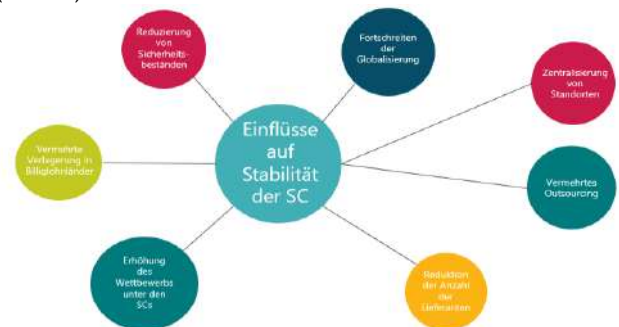 Reduzierung
von
Sicherheits-
beständen
Fortschreiten
der
Globalisierung
Zentralisierung
von
Standorten
Einflüsse
auf
Stabilität
der SC
Vermehrte
Verlagerung in
Billiglohnländer
Vermehrtes
Outsourcing
Erhöhung
des
Wettbewerbs
unter den
SCs
Reduktion
der Anzahl
der
Lieferanten